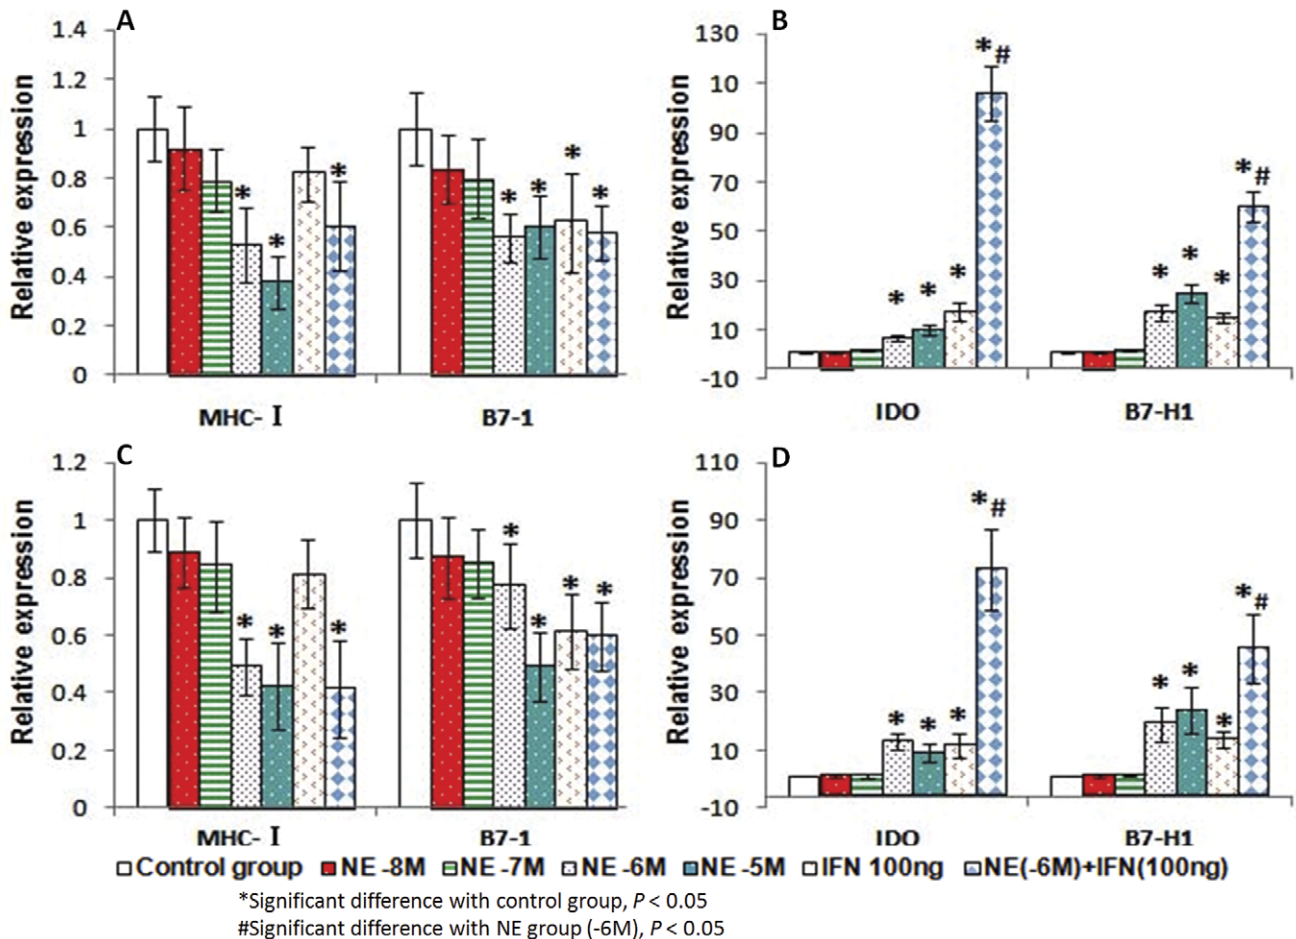 A
Relative expression
1.4
1.2
1
0.8
0.6
0.4
0.2
0
* * *
* * * *
MHC- I
B7-1
B
Relative expression
130
10
90
70
50
30
10
-10
* * * *#
* * * *#
IDO
B7-H1
C
Relative expression
1.2
1
0.8
0.6
0.4
0.2
0
* * *
* * * *
MHC- I
B7-1
D
Relative expression
110
90
70
50
30
10
-10
* * * *#
* * * *#
IDO
B7-H1
Control group NE -8M NE -7M NE -6M NE -5M IFN 100ng NE(-6M)+IFN(100ng)
*Significant difference with control group, P < 0.05
#Significant difference with NE group (-6M), P < 0.05